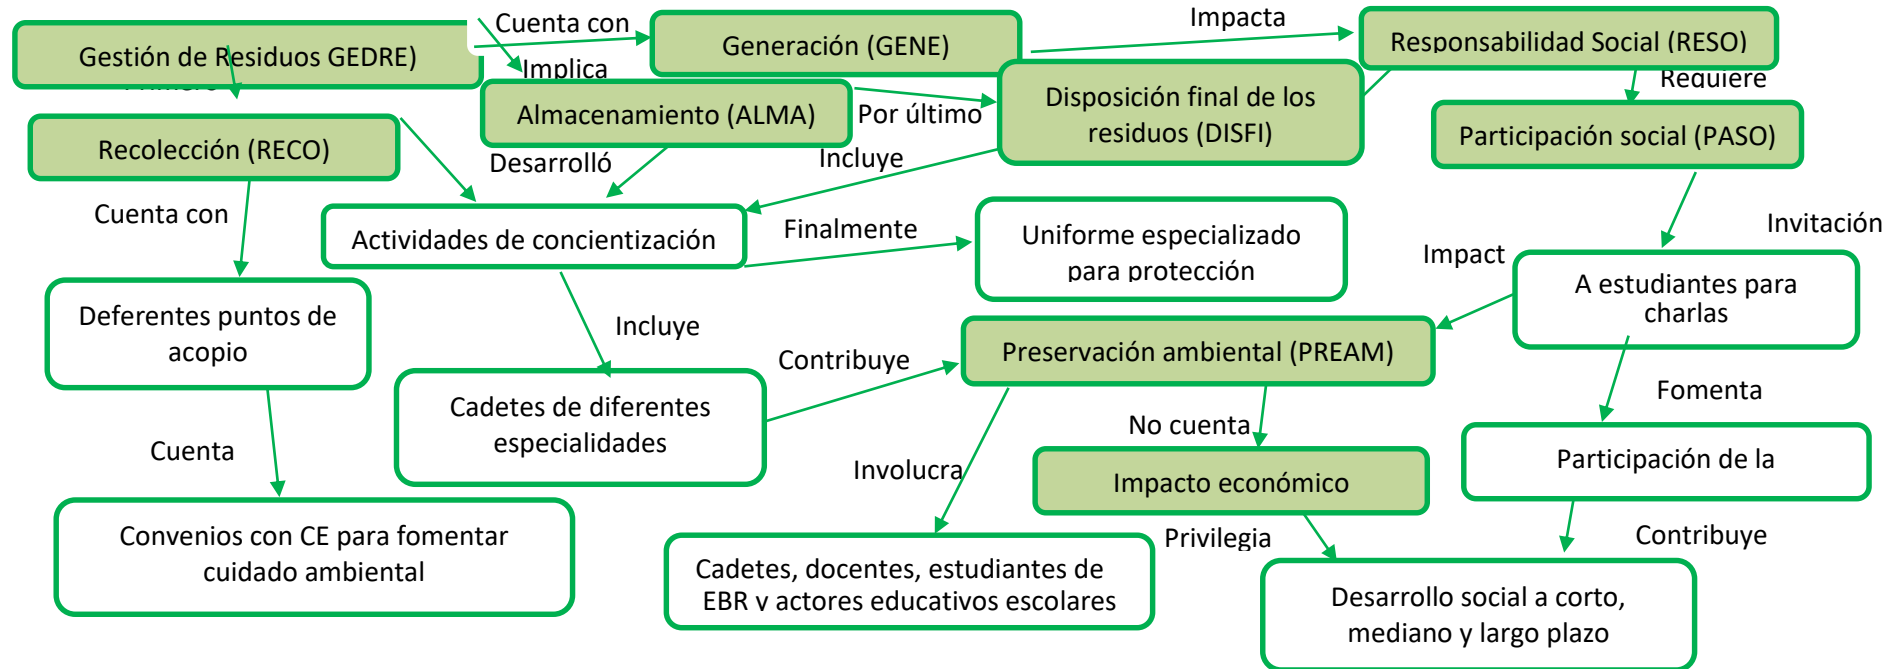 Cuenta con
Impacta
Gestión de Residuos GEDRE)
Generación (GENE)
Responsabilidad Social (RESO)
Implica
Requiere
Almacenamiento (ALMA)
Por último
Disposición final de los
residuos (DISFI)
Participación social (PASO)
Recolección (RECO)
Desarrolló
Incluye
Cuenta con
Actividades de concientización
Finalmente
Uniforme especializado
para protección
Invitación
Impact
A estudiantes para
charlas
Deferentes puntos de
acopio
Incluye
Contribuye
Preservación ambiental (PREAM)
Fomenta
Cadetes de diferentes
especialidades
No cuenta
Cuenta
Involucra
Participación de la
Impacto económico
Convenios con CE para fomentar
cuidado ambiental
Privilegia
Contribuye
Cadetes, docentes, estudiantes de
EBR y actores educativos escolares
Desarrollo social a corto,
mediano y largo plazo